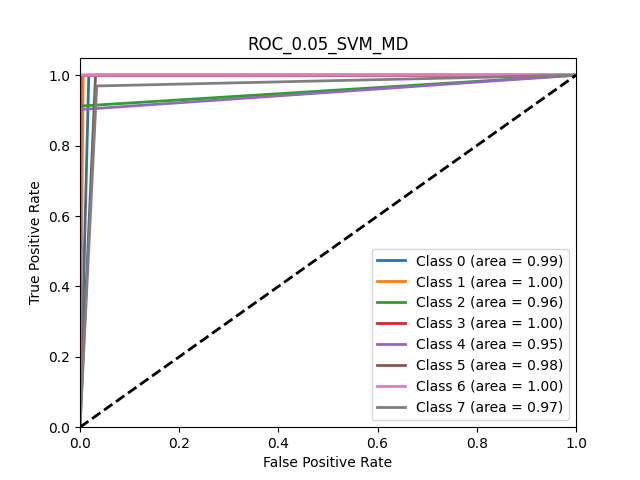 ROC_0.05_SVM_MD
True Positive Rate
1.0
0.8
0.6
0.4
0.2
0.0
Class 0 (area = 0.99)
Class 1 (area = 1.00)
Class 2 (area = 0.96)
Class 3 (area = 1.00)
Class 4 (area = 0.95)
Class 5 (area = 0.98)
Class 6 (area = 1.00)
Class 7 (area = 0.97)
0.0 0.2 0.4 0.6 0.8 1.0
False Positive Rate